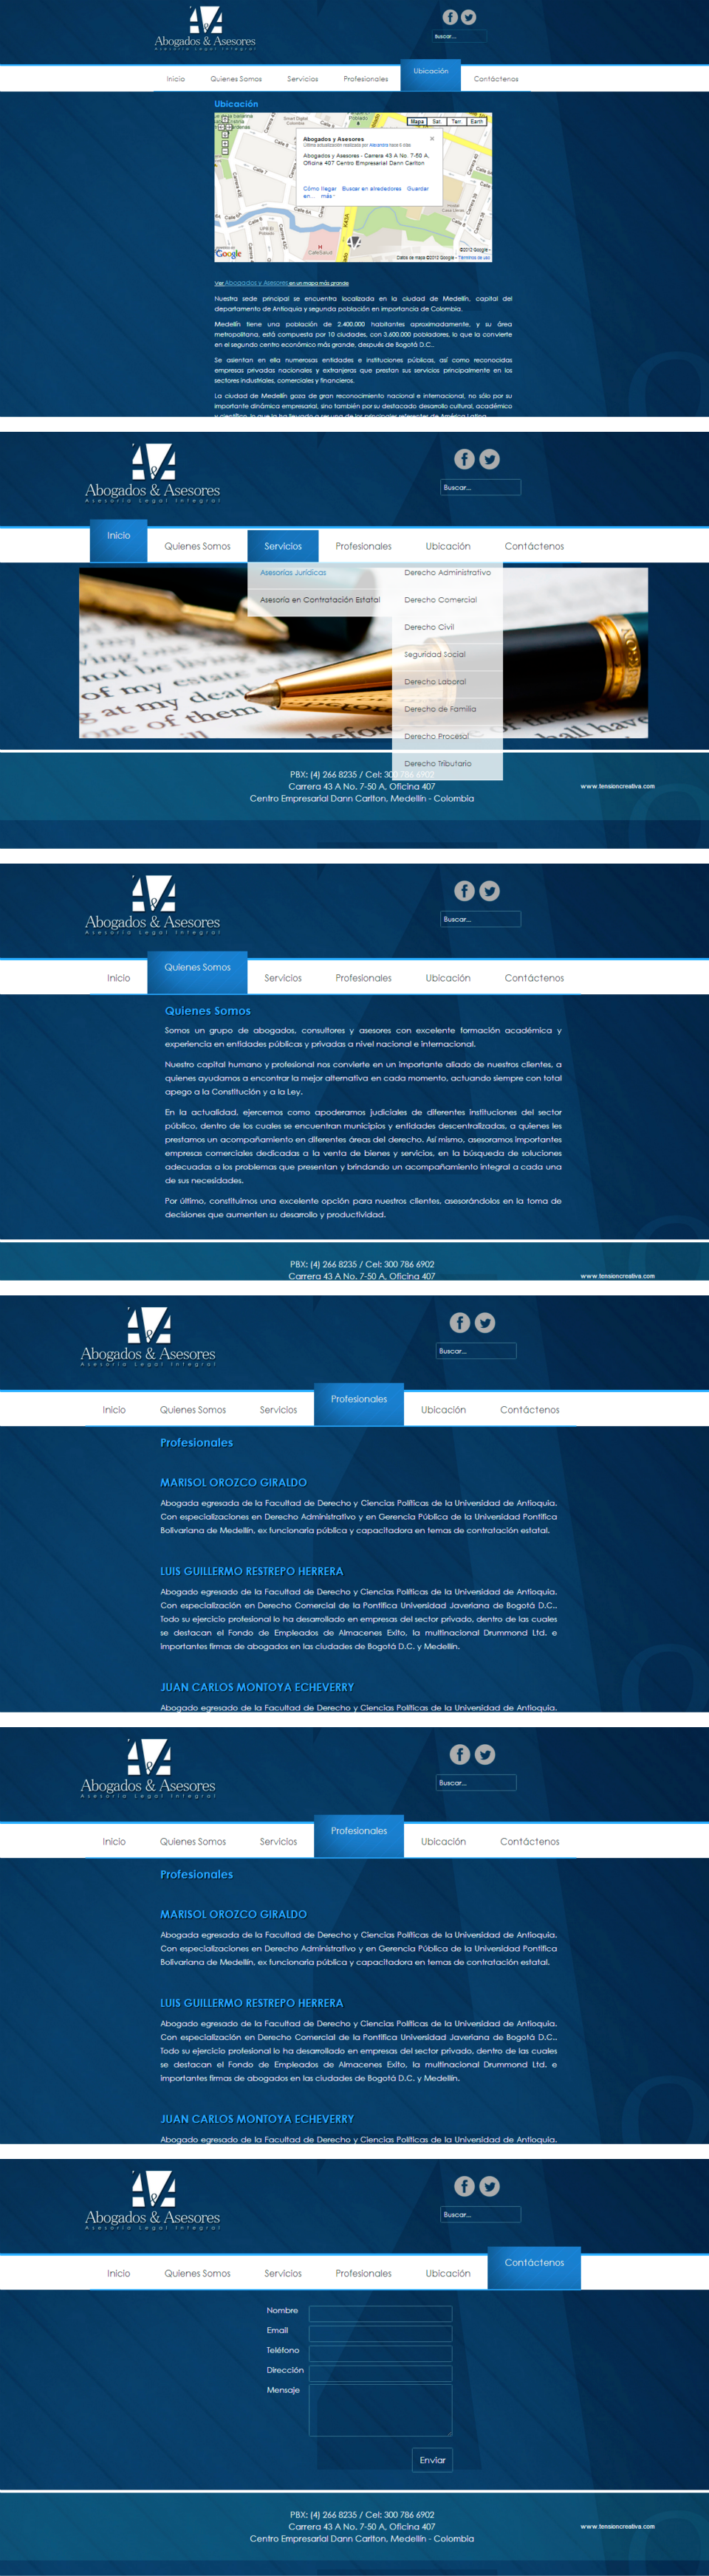 Abogados & Asesores
Asesoría Legal Integral
Buscar...
Inicio Quienes Somos Servicios Profesionales Ubicación Contáctenos
Ubicación
Mapa Sat. Terr. Earth
Abogados y Asesores
Última actualización realizada por Alexandra hace 6 días
Abogados y Asesores - Carrera 43 A No. 7-50 A,
Oficina 407 Centro Empresarial Dann Carlton
Cómo llegar Buscar en alrededores Guardar
en... más
Google
©2012 Google -
Datos de mapa ©2012 Google - Términos de uso
Ver Abogados y Asesores en un mapa más grande
Nuestra sede principal se encuentra localizada en la ciudad de Medellín, capital del
departamento de Antioquia y segunda población en importancia de Colombia.
Medellín tiene una población de 2.400.000 habitantes aproximadamente, y su área
metropolitana, está compuesta por 10 ciudades, con 3.600.000 pobladores, lo que la convierte
en el segundo centro económico más grande, después de Bogotá D.C..
Se asientan en ella numerosas entidades e instituciones públicas, así como reconocidas
empresas privadas nacionales y extranjeras que prestan sus servicios principalmente en los
sectores industriales, comerciales y financieros.
La ciudad de Medellín goza de gran reconocimiento nacional e internacional, no sólo por su
importante dinámica empresarial, sino también por su destacado desarrollo cultural, académico
y científico, lo que la ha llevado a ser una de los principales referentes de América Latina.
Abogados & Asesores
Asesoría Legal Integral
Buscar...
Inicio Quienes Somos Servicios Profesionales Ubicación Contáctenos
Asesorías Jurídicas Derecho Administrativo
Asesoría en Contratación Estatal Derecho Comercial
Derecho Civil
Seguridad Social
Derecho Laboral
Derecho de Familia
Derecho Procesal
Derecho Tributario
PBX: (4) 266 8235 / Cel: 300 786 6902
Carrera 43 A No. 7-50 A, Oficina 407
Centro Empresarial Dann Carlton, Medellín - Colombia
www.tensioncreativa.com
Abogados & Asesores
Asesoría Legal Integral
Buscar...
Inicio Quienes Somos Servicios Profesionales Ubicación Contáctenos
Quienes Somos
Somos un grupo de abogados, consultores y asesores con excelente formación académica y
experiencia en entidades públicas y privadas a nivel nacional e internacional.
Nuestro capital humano y profesional nos convierte en un importante aliado de nuestros clientes, a
quienes ayudamos a encontrar la mejor alternativa en cada momento, actuando siempre con total
apego a la Constitución y a la Ley.
En la actualidad, ejercemos como apoderamos judiciales de diferentes instituciones del sector
público, dentro de los cuales se encuentran municipios y entidades descentralizadas, a quienes les
prestamos un acompañamiento en diferentes áreas del derecho. Así mismo, asesoramos importantes
empresas comerciales dedicadas a la venta de bienes y servicios, en la búsqueda de soluciones
adecuadas a los problemas que presentan y brindando un acompañamiento integral a cada una
de sus necesidades.
Por último, constituimos una excelente opción para nuestros clientes, asesorándolos en la toma de
decisiones que aumenten su desarrollo y productividad.
PBX: (4) 266 8235 / Cel: 300 786 6902
Carrera 43 A No. 7-50 A, Oficina 407
www.tensioncreativa.com
Abogados & Asesores
Asesoría Legal Integral
Buscar...
Inicio Quienes Somos Servicios Profesionales Ubicación Contáctenos
Profesionales
MARISOL OROZCO GIRALDO
Abogada egresada de la Facultad de Derecho y Ciencias Políticas de la Universidad de Antioquia.
Con especializaciones en Derecho Administrativo y en Gerencia Pública de la Universidad Pontifica
Bolivariana de Medellín, ex funcionaria pública y capacitadora en temas de contratación estatal.
LUIS GUILLERMO RESTREPO HERRERA
Abogado egresado de la Facultad de Derecho y Ciencias Políticas de la Universidad de Antioquia.
Con especialización en Derecho Comercial de la Pontifica Universidad Javeriana de Bogotá D.C..
Todo su ejercicio profesional lo ha desarrollado en empresas del sector privado, dentro de las cuales
se destacan el Fondo de Empleados de Almacenes Exito, la multinacional Drummond Ltd. e
importantes firmas de abogados en las ciudades de Bogotá D.C. y Medellín.
JUAN CARLOS MONTOYA ECHEVERRY
Abogado egresado de la Facultad de Derecho y Ciencias Políticas de la Universidad de Antioquia.
Abogados & Asesores
Asesoría Legal Integral
Buscar...
Inicio Quienes Somos Servicios Profesionales Ubicación Contáctenos
Profesionales
MARISOL OROZCO GIRALDO
Abogada egresada de la Facultad de Derecho y Ciencias Políticas de la Universidad de Antioquia.
Con especializaciones en Derecho Administrativo y en Gerencia Pública de la Universidad Pontifica
Bolivariana de Medellín, ex funcionaria pública y capacitadora en temas de contratación estatal.
LUIS GUILLERMO RESTREPO HERRERA
Abogado egresado de la Facultad de Derecho y Ciencias Políticas de la Universidad de Antioquia.
Con especialización en Derecho Comercial de la Pontifica Universidad Javeriana de Bogotá D.C..
Todo su ejercicio profesional lo ha desarrollado en empresas del sector privado, dentro de las cuales
se destacan el Fondo de Empleados de Almacenes Exito, la multinacional Drummond Ltd. e
importantes firmas de abogados en las ciudades de Bogotá D.C. y Medellín.
JUAN CARLOS MONTOYA ECHEVERRY
Abogado egresado de la Facultad de Derecho y Ciencias Políticas de la Universidad de Antioquia.
Abogados & Asesores
Asesoría Legal Integral
Buscar...
Inicio Quienes Somos Servicios Profesionales Ubicación Contáctenos
Nombre
Email
Teléfono
Dirección
Mensaje
Enviar
PBX: (4) 266 8235 / Cel: 300 786 6902
Carrera 43 A No. 7-50 A, Oficina 407
Centro Empresarial Dann Carlton, Medellín - Colombia
www.tensioncreativa.com